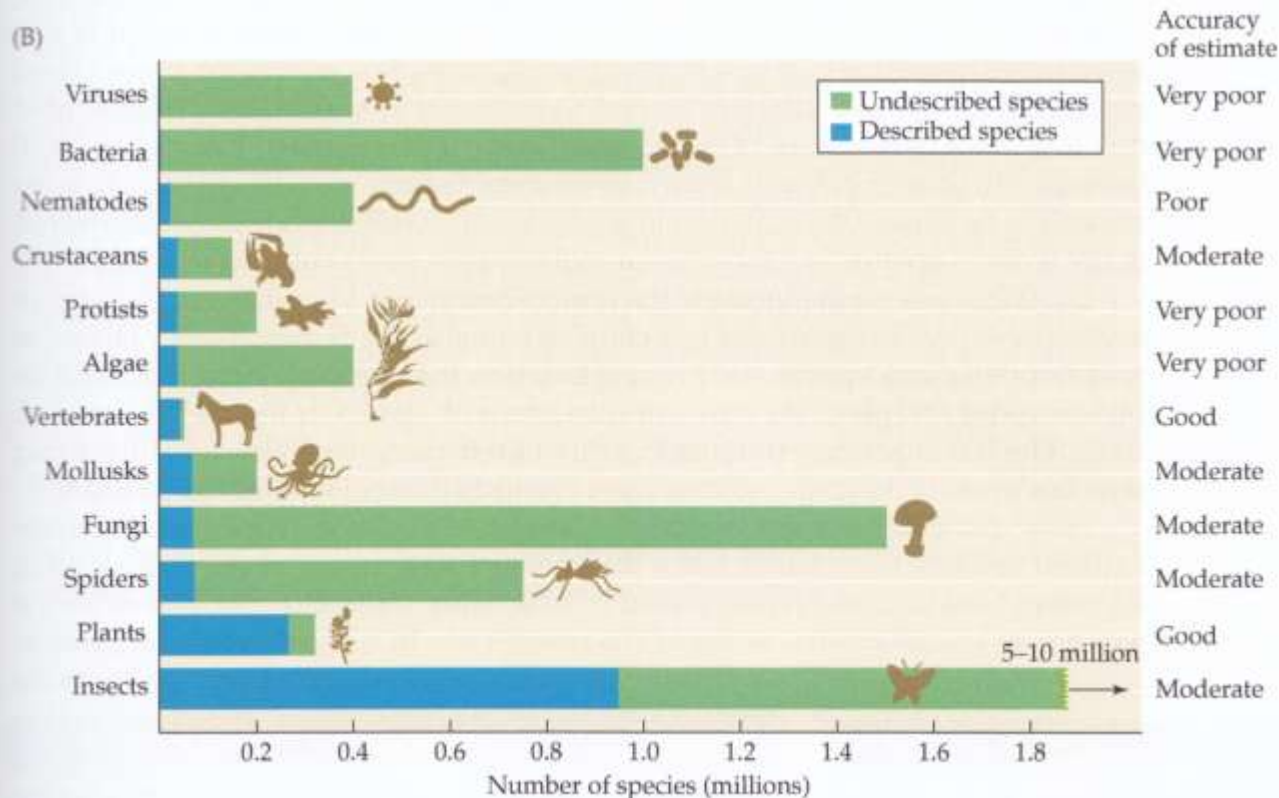 (B)
Accuracy
of estimate
Undescribed species
Described species
Viruses
Very poor
Bacteria
Very poor
Nematodes
Poor
Crustaceans
Moderate
Protists
Very poor
Algae
Very poor
Vertebrates
Good
Mollusks
Moderate
Fungi
Moderate
Spiders
Moderate
Plants
Good
5–10 million
Insects
Moderate
0.2 0.4 0.6 0.8 1.0 1.2 1.4 1.6 1.8
Number of species (millions)